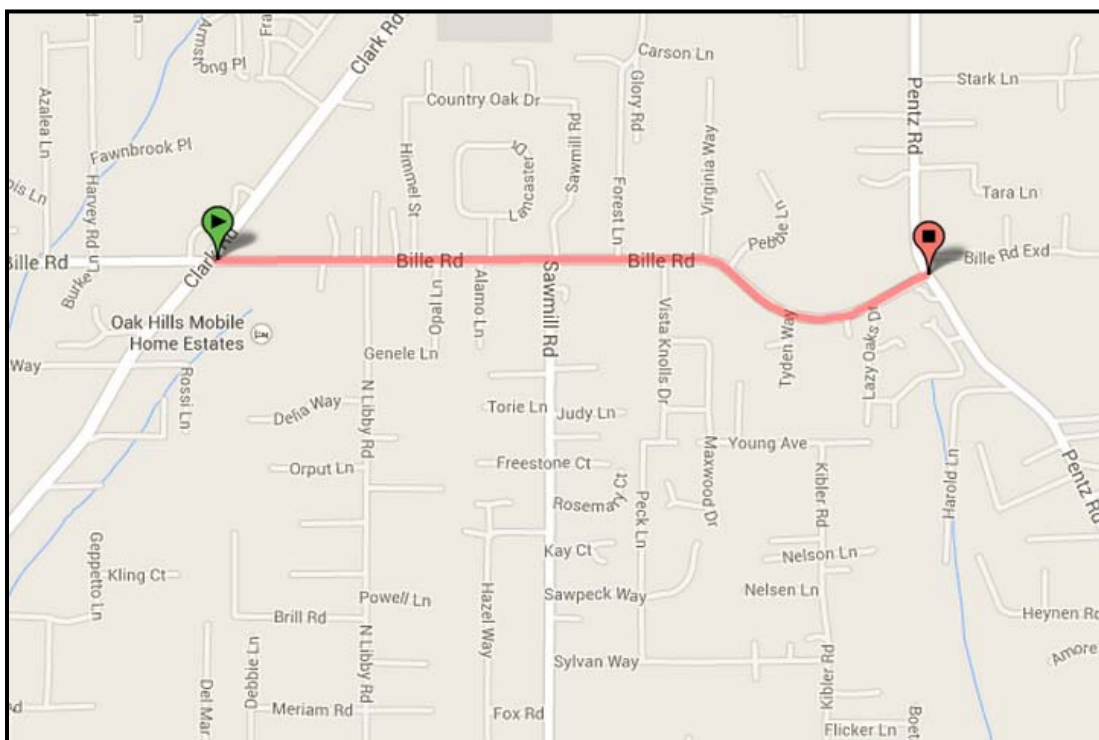 Clark Rd
Carson Ln
Pentz Rd
Stark Ln
Azalea Ln
Country Oak Dr
Glory Rd
Sawmill Rd
Virginia Way
Fawnbrook Pl
Himmel St
Lancaster Dr
Harvey Rd
Forest Ln
Tara Ln
Pebble Ln
Clark Rd
Bille Rd
Bille Rd
Bille Rd
Bille Rd Exd
Burke Ln
Opal Ln
Alamo Ln
Sawmill Rd
Vista Knolls Dr
Tyden Way
Lazy Oaks Dr
Oak Hills Mobile
Home Estates
Genele Ln
Way
Rossi Ln
N Libby Rd
Delia Way
Torie Ln
Judy Ln
Maxwood Dr
Young Ave
Pentz Rd
Orput Ln
Freestone Ct
Kibler Rd
Harold Ln
Rosema
ry Ct
Peck Ln
Kay Ct
Nelson Ln
Geppetto Ln
Kling Ct
Hazel Way
Sawpeck Way
Nelsen Ln
Powell Ln
Brill Rd
Heynen Rd
N Libby Rd
Debbie Ln
Del Mar
Sylvan Way
Kibler Rd
Amore
Meriam Rd
Fox Rd
Boet
Flicker Ln